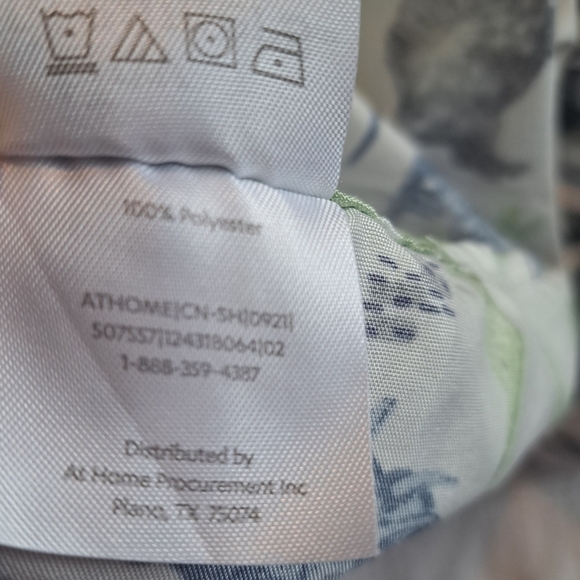 100% Polyester
ATHOME|CN-SH|0921|
507557|124318064|02
1-888-359-4387
Distributed by
At Home Procurement Inc
Plano, TX 75074